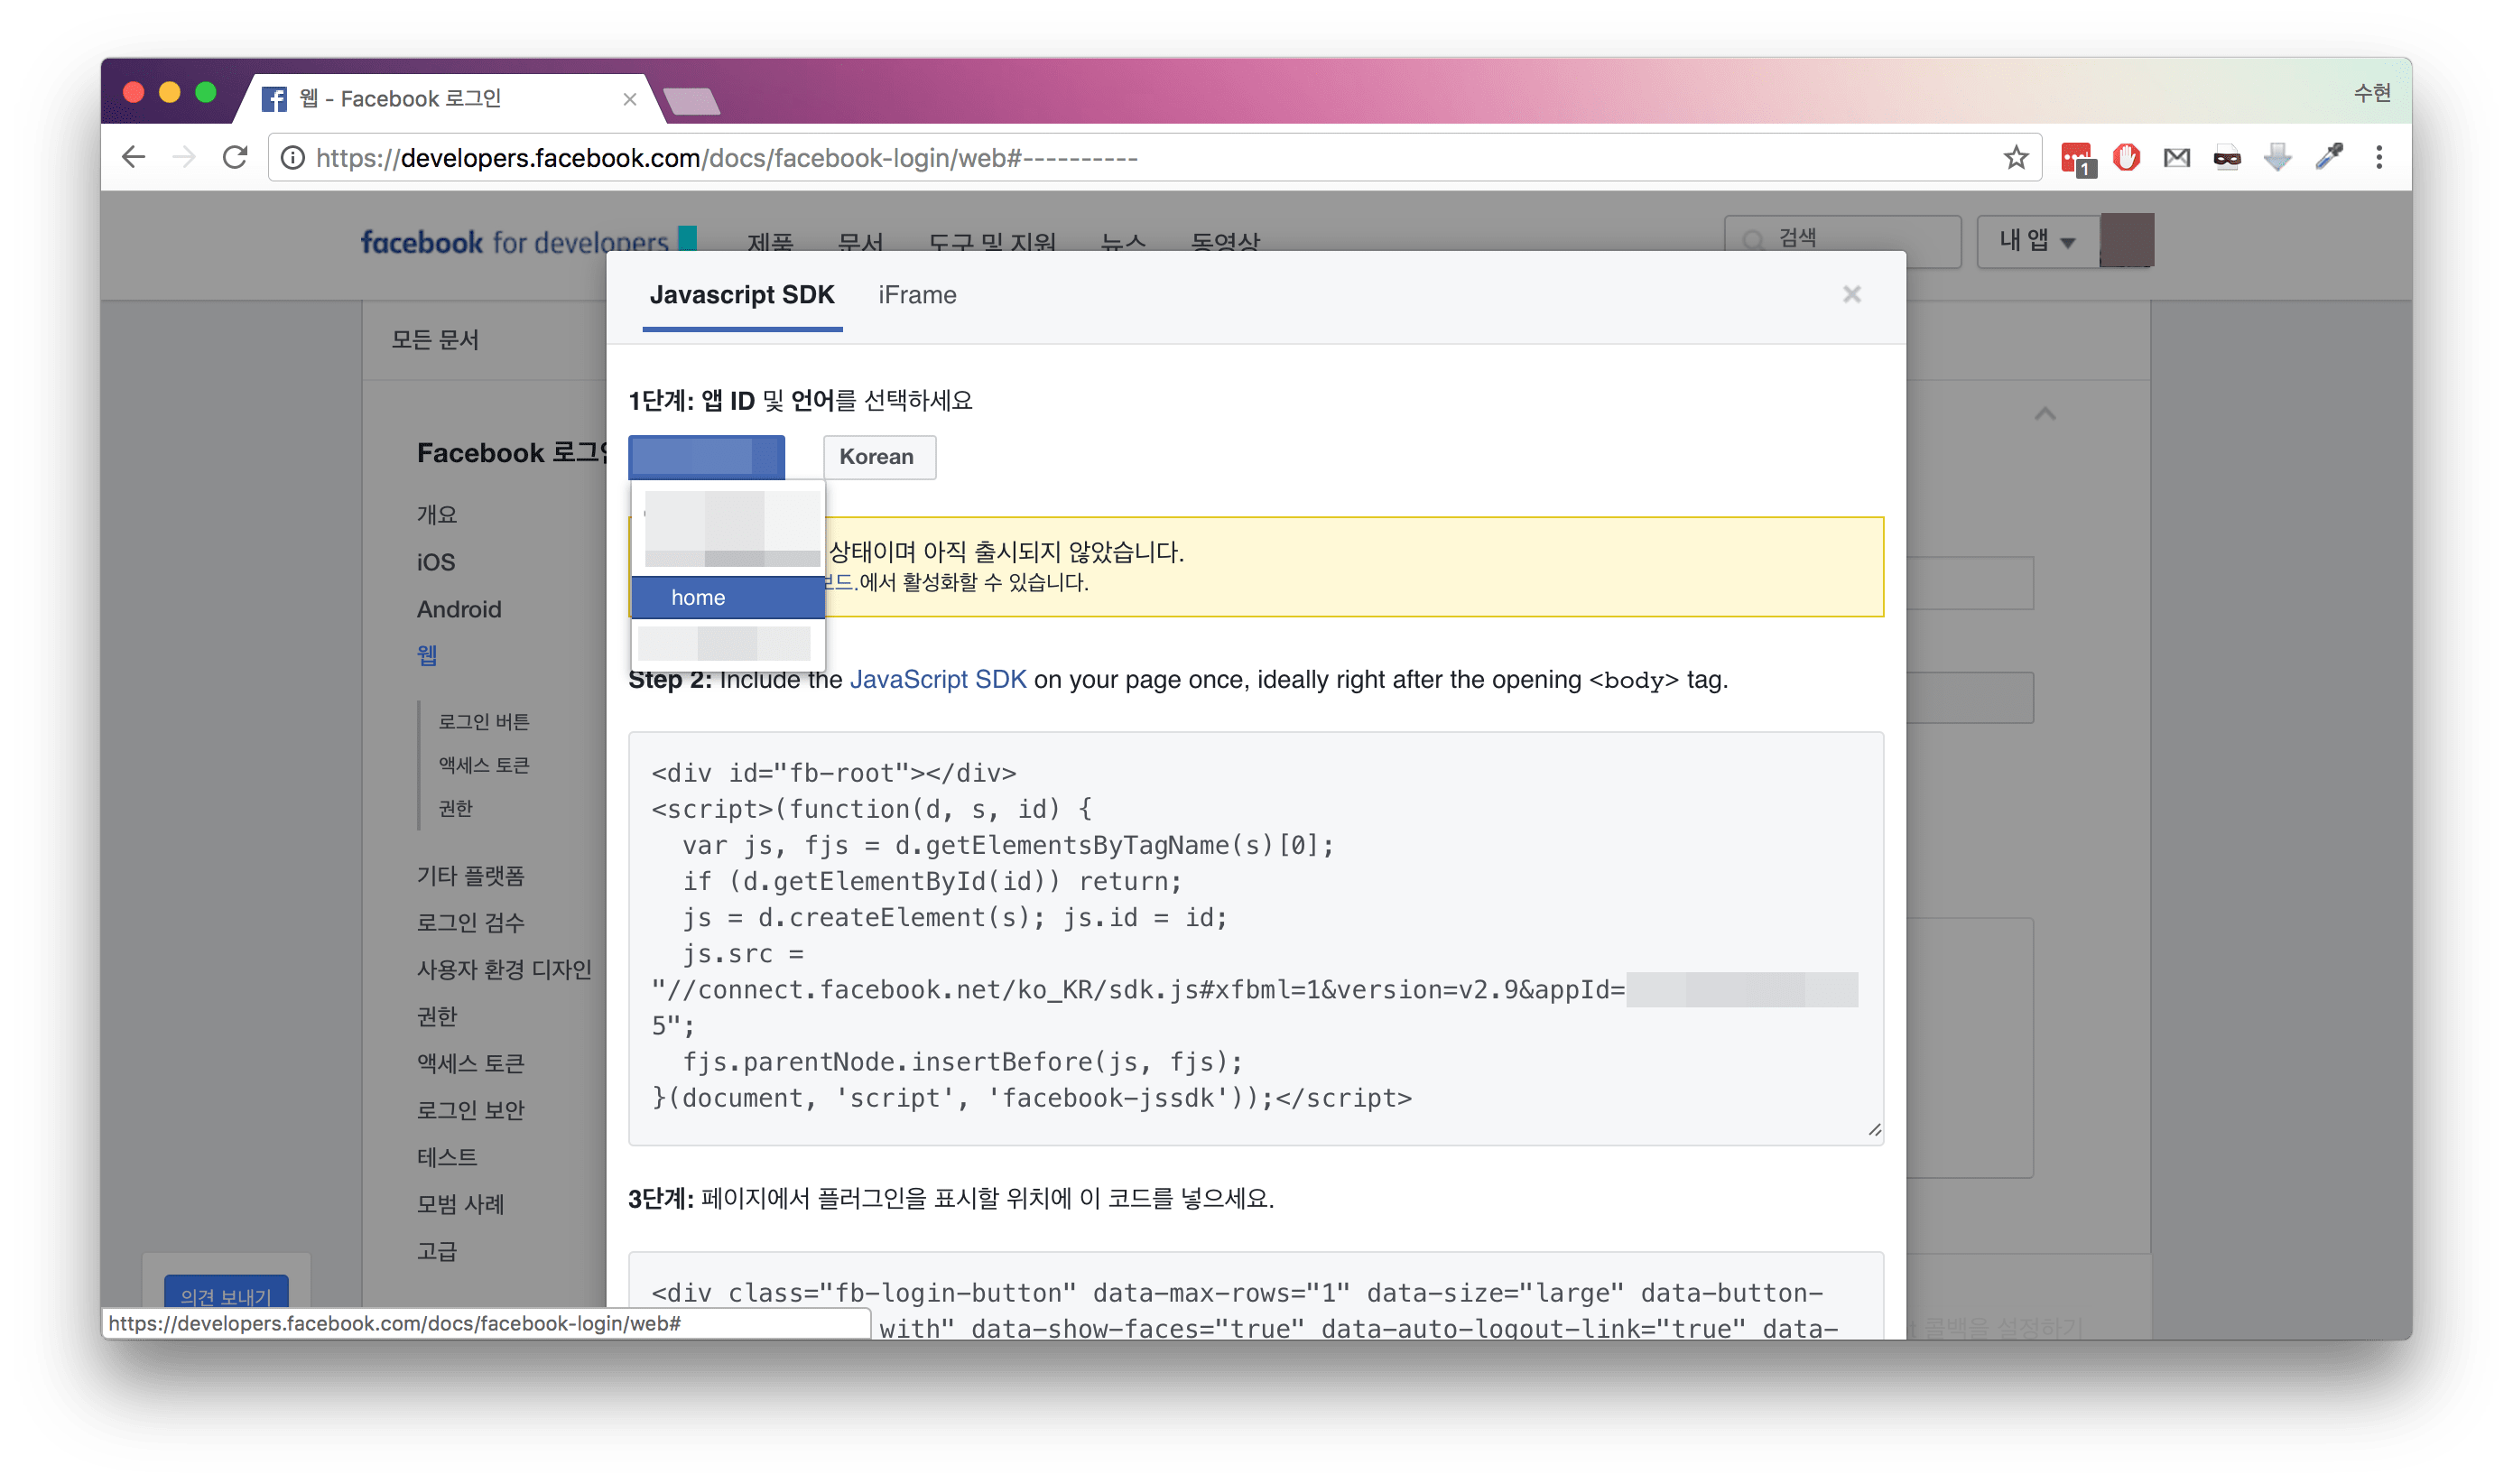 웹 - Facebook 로그인
수현
https://developers.facebook.com/docs/facebook-login/web#----------
1
facebook for developers
제품 문서 도구 및 지원 뉴스 동영상
검색
내 앱
Javascript SDK iFrame
모든 문서
1단계: 앱 ID 및 언어를 선택하세요
Facebook 로그인
Korean
개요
상태이며 아직 출시되지 않았습니다.
iOS
보드.에서 활성화할 수 있습니다.
home
Android
웹
Step 2: Include the JavaScript SDK on your page once, ideally right after the opening <body> tag.
로그인 버튼
액세스 토큰
권한
기타 플랫폼
로그인 검수
사용자 환경 디자인
권한
액세스 토큰
로그인 보안
테스트
모범 사례
고급
<div id="fb-root"></div>
<script>(function(d, s, id) {
  var js, fjs = d.getElementsByTagName(s)[0];
  if (d.getElementById(id)) return;
  js = d.createElement(s); js.id = id;
  js.src =
"//connect.facebook.net/ko_KR/sdk.js#xfbml=1&version=v2.9&appId=
5";
  fjs.parentNode.insertBefore(js, fjs);
}(document, 'script', 'facebook-jssdk'));</script>
3단계: 페이지에서 플러그인을 표시할 위치에 이 코드를 넣으세요.
<div class="fb-login-button" data-max-rows="1" data-size="large" data-button-
with" data-show-faces="true" data-auto-logout-link="true" data-
의견 보내기
https://developers.facebook.com/docs/facebook-login/web#
콜백을 설정하기